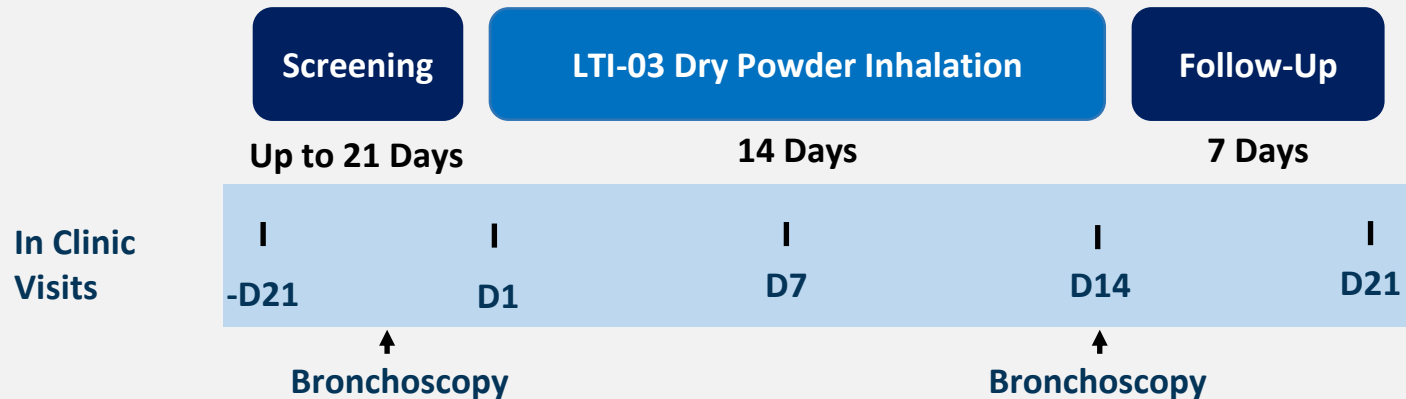 Screening
LTI-03 Dry Powder Inhalation
Follow-Up
Up to 21 Days
14 Days
7 Days
In Clinic
Visits
-D21
D1
D7
D14
D21
Bronchoscopy
Bronchoscopy